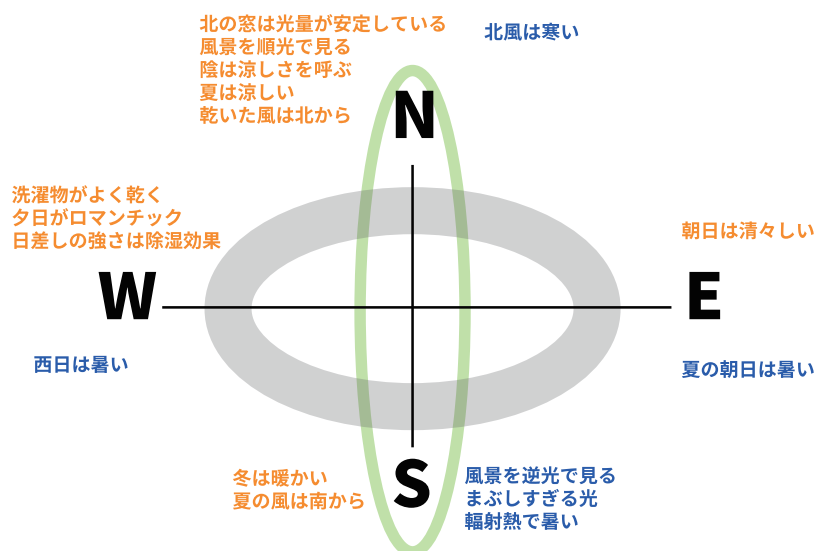 北の窓は光量が安定している
風景を順光で見る
陰は涼しさを呼ぶ
夏は涼しい
乾いた風は北から
北風は寒い
N
洗濯物がよく乾く
夕日がロマンチック
日差しの強さは除湿効果
W
西日は暑い
朝日は清々しい
E
夏の朝日は暑い
冬は暖かい
夏の風は南から
S
風景を逆光で見る
まぶしすぎる光
輻射熱で暑い